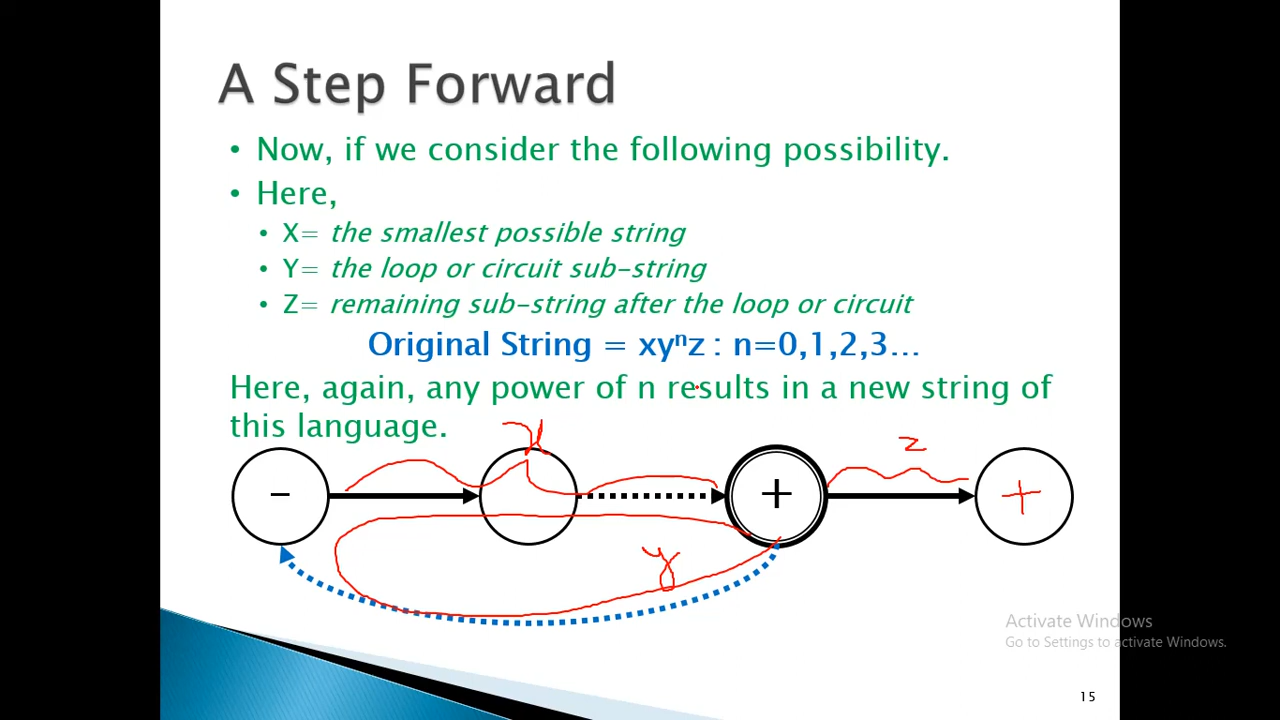 A Step Forward
• Now, if we consider the following possibility.
• Here,
• X= the smallest possible string
• Y= the loop or circuit sub-string
• Z= remaining sub-string after the loop or circuit
Original String = xyⁿz : n=0,1,2,3...
Here, again, any power of n results in a new string of
this language.
x
z
- + +
y
Activate Windows
Go to Settings to activate Windows.
15